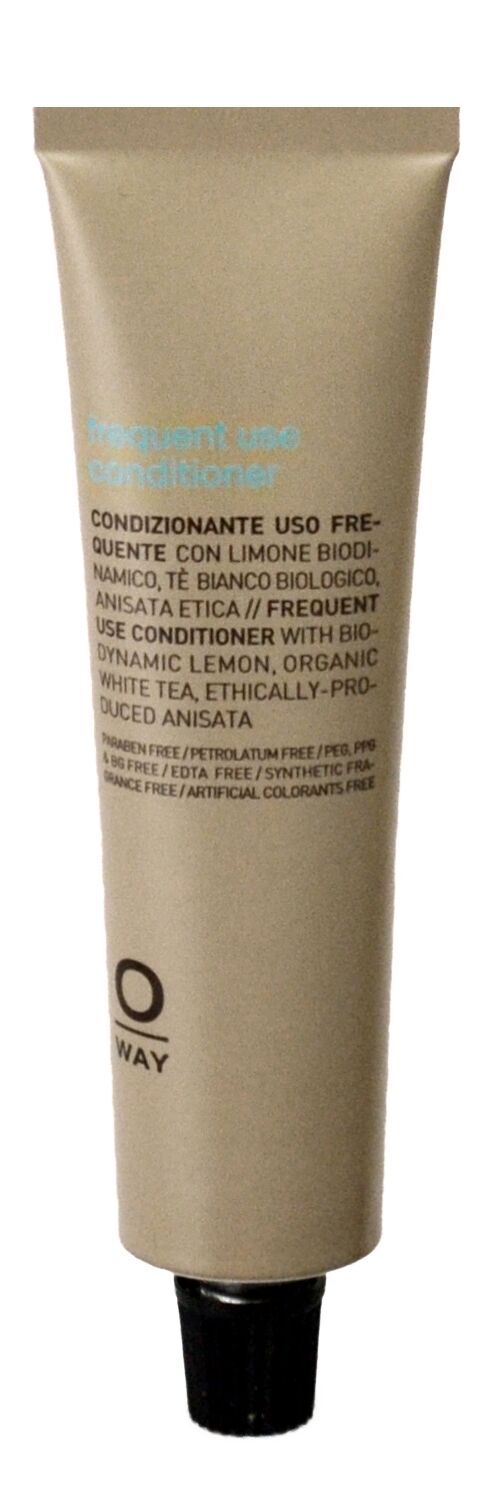 frequent use
conditioner
CONDIZIONANTE USO FRE-
QUENTE CON LIMONE BIODI-
NAMICO, TÈ BIANCO BIOLOGICO,
ANISATA ETICA // FREQUENT
USE CONDITIONER WITH BIO-
DYNAMIC LEMON, ORGANIC
WHITE TEA, ETHICALLY-PRO-
DUCED ANISATA
PARABEN FREE / PETROLATUM FREE / PEG, PPG
& BG FREE / EDTA FREE / SYNTHETIC FRA-
GRANCE FREE / ARTIFICIAL COLORANTS FREE
O
WAY